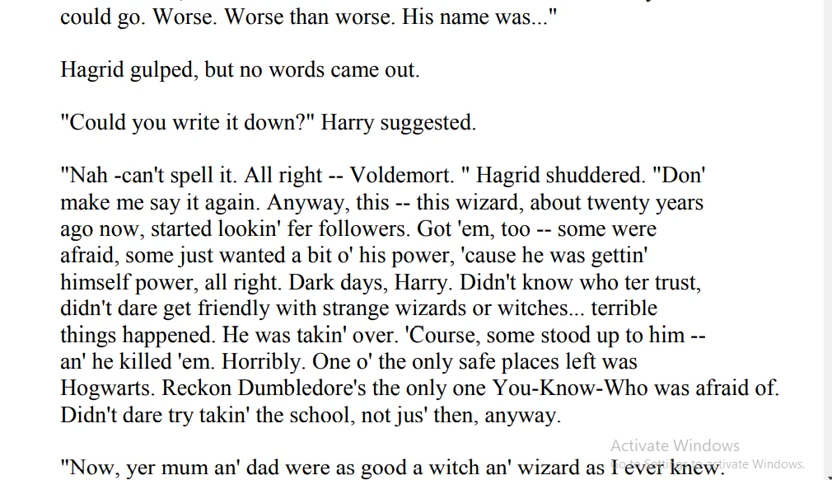 could go. Worse. Worse than worse. His name was..."
Hagrid gulped, but no words came out.
"Could you write it down?" Harry suggested.
"Nah -can't spell it. All right -- Voldemort. " Hagrid shuddered. "Don'
make me say it again. Anyway, this -- this wizard, about twenty years
ago now, started lookin' fer followers. Got 'em, too -- some were
afraid, some just wanted a bit o' his power, 'cause he was gettin'
himself power, all right. Dark days, Harry. Didn't know who ter trust,
didn't dare get friendly with strange wizards or witches... terrible
things happened. He was takin' over. 'Course, some stood up to him --
an' he killed 'em. Horribly. One o' the only safe places left was
Hogwarts. Reckon Dumbledore's the only one You-Know-Who was afraid of.
Didn't dare try takin' the school, not jus' then, anyway.
Activate Windows
Go to Settings to activate Windows.
"Now, yer mum an' dad were as good a witch an' wizard as I ever knew.